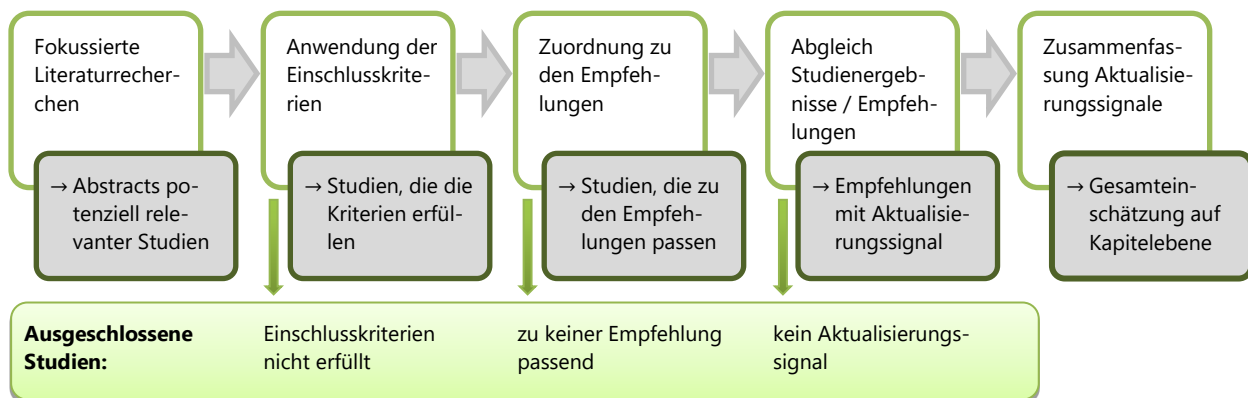 Fokussierte
Literaturrecher-
chen
→ Abstracts po-
tenziell rele-
vanter Studien
Anwendung der
Einschlusskrite-
rien
→ Studien, die die
Kriterien erfül-
len
Zuordnung zu
den Empfeh-
lungen
→ Studien, die zu
den Empfeh-
lungen passen
Abgleich
Studienergeb-
nisse / Empfeh-
lungen
→ Empfehlungen
mit Aktualisie-
rungssignal
Zusammenfas-
sung Aktualisie-
rungssignale
→ Gesamtein-
schätzung auf
Kapitelebene
Ausgeschlossene
Studien:
Einschlusskriterien
nicht erfüllt
zu keiner Empfehlung
passend
kein Aktualisierungs-
signal